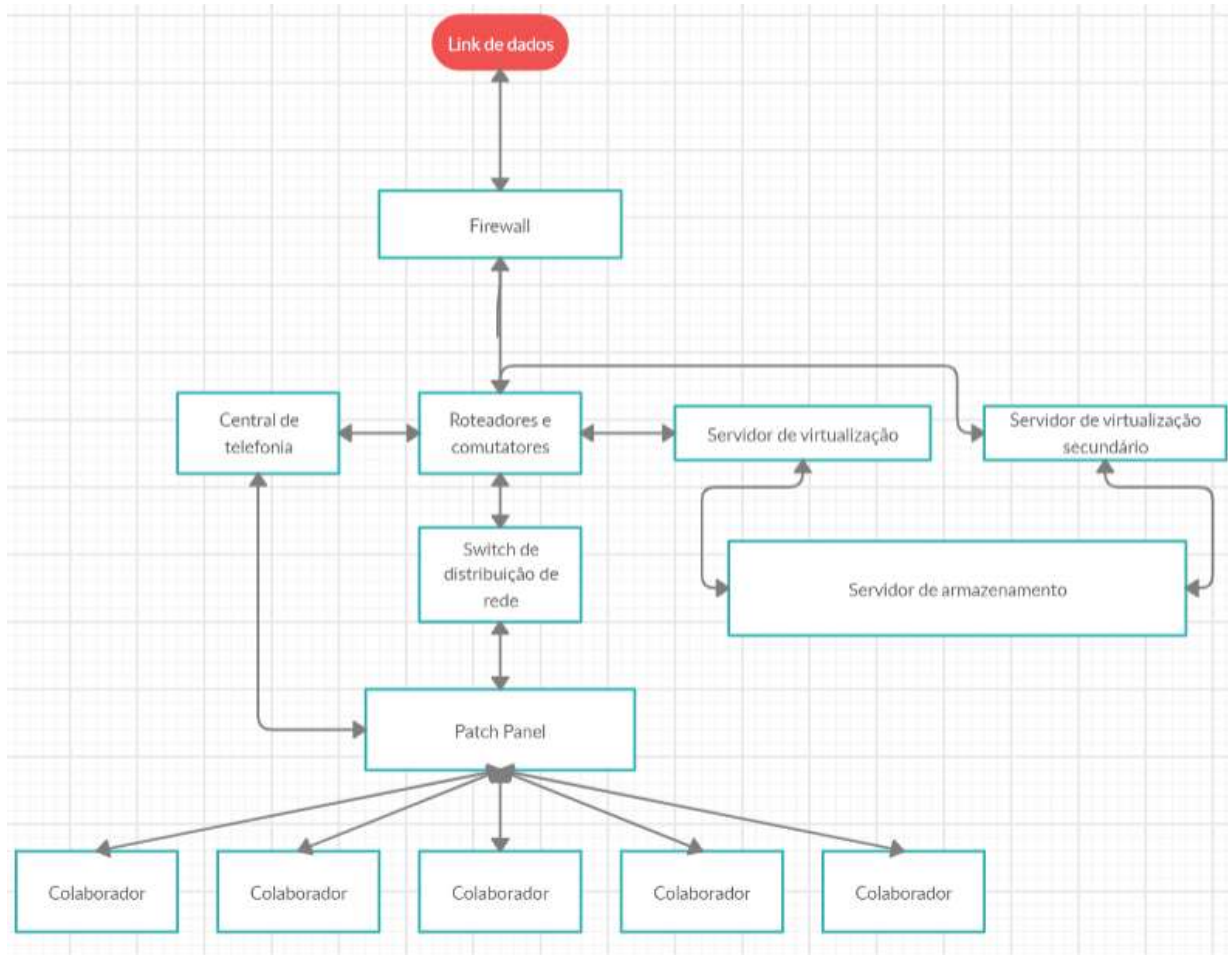 Link de dados
Firewall
Central de
telefonia
Roteadores e
comutatores
Servidor de virtualização
Servidor de virtualização
secundário
Switch de
distribuição de
rede
Servidor de armazenamento
Patch Panel
Colaborador
Colaborador
Colaborador
Colaborador
Colaborador